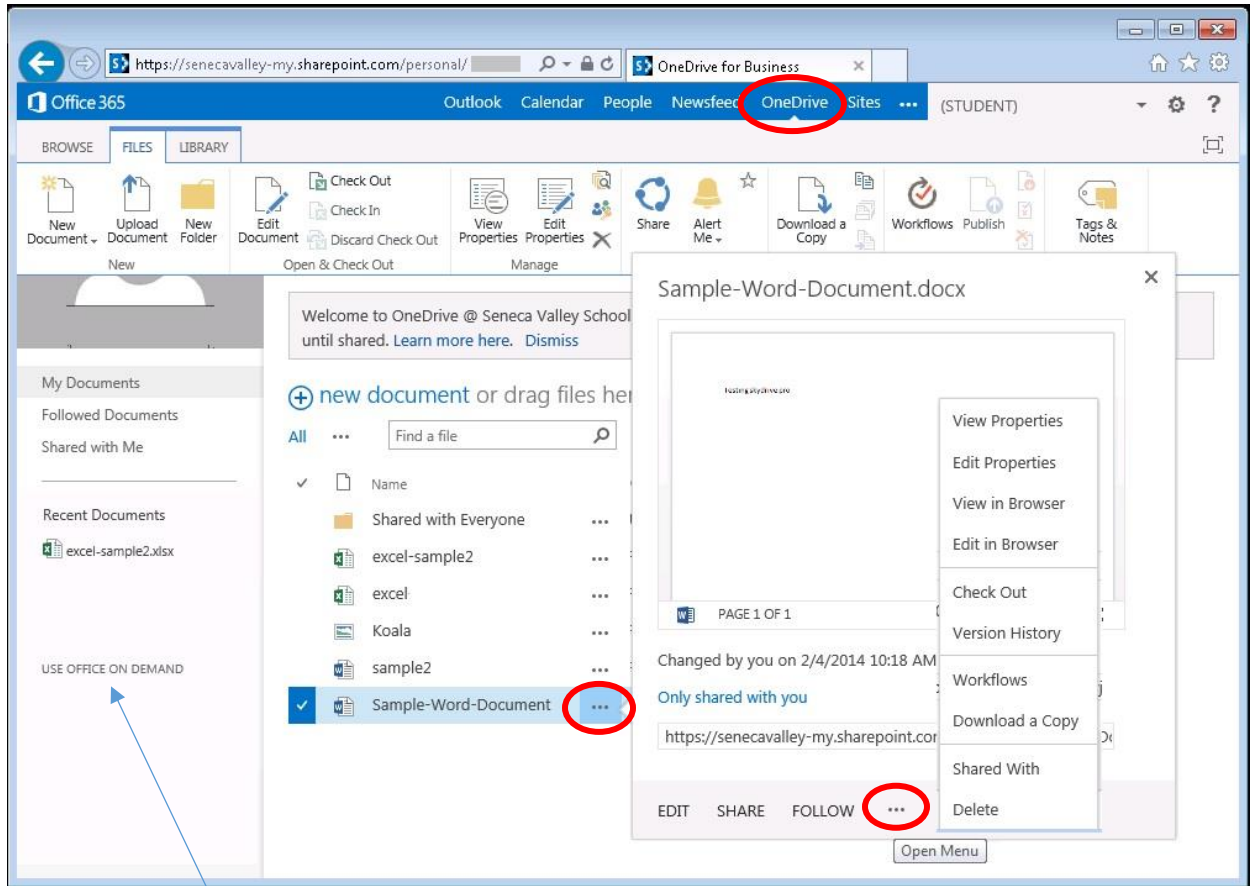 https://senecavalley-my.sharepoint.com/personal/
OneDrive for Business
Office 365
Outlook Calendar People Newsfeed OneDrive Sites ••• (STUDENT) ?
BROWSE FILES LIBRARY
New Document
Upload Document
New Folder
New
Edit Document
Check Out
Check In
Discard Check Out
Open & Check Out
View Properties
Edit Properties
Manage
Share
Alert Me
Download a Copy
Workflows
Publish
Tags & Notes
Welcome to OneDrive @ Seneca Valley School
until shared. Learn more here. Dismiss
My Documents
Followed Documents
Shared with Me
Recent Documents
excel-sample2.xlsx
USE OFFICE ON DEMAND
new document or drag files her
All ••• Find a file
Name
Shared with Everyone •••
excel-sample2 •••
excel •••
Koala •••
sample2 •••
Sample-Word-Document •••
Sample-Word-Document.docx
Testing skydrive pro
PAGE 1 OF 1
Changed by you on 2/4/2014 10:18 AM
Only shared with you
https://senecavalley-my.sharepoint.cor
EDIT SHARE FOLLOW •••
View Properties
Edit Properties
View in Browser
Edit in Browser
Check Out
Version History
Workflows
Download a Copy
Shared With
Delete
Open Menu